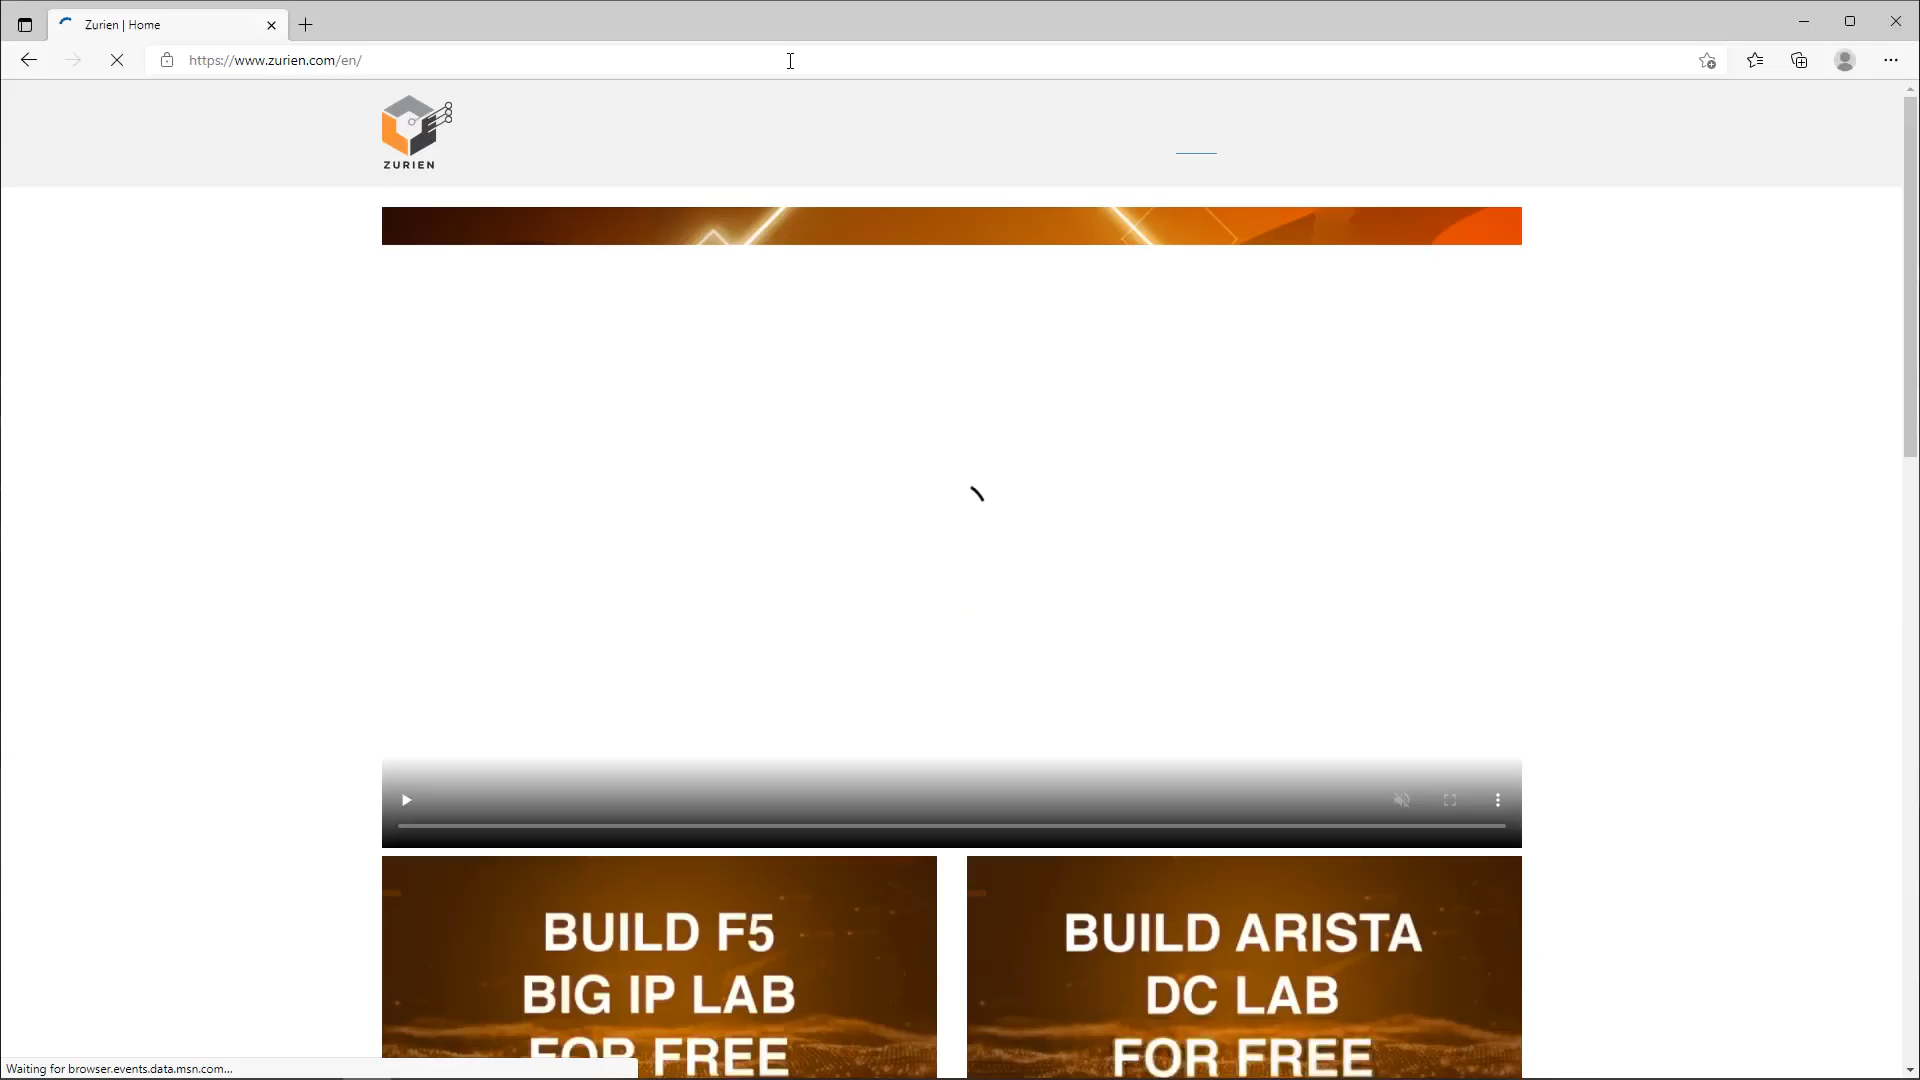 Zurien | Home
https://www.zurien.com/en/
ZURIEN
BUILD F5
BIG IP LAB
FOR FREE
BUILD ARISTA
DC LAB
FOR FREE
Waiting for browser.events.data.msn.com...